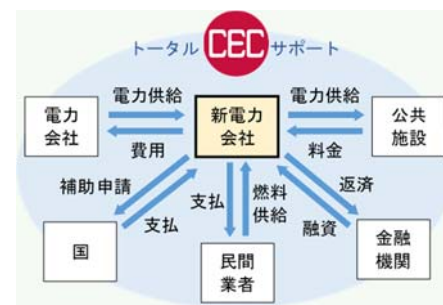 トータル CEC サポート
電力供給
電力供給
電力
会社
新電力
会社
公共
施設
費用
料金
補助申請
支払
支払
燃料
供給
返済
融資
国
民間
業者
金融
機関